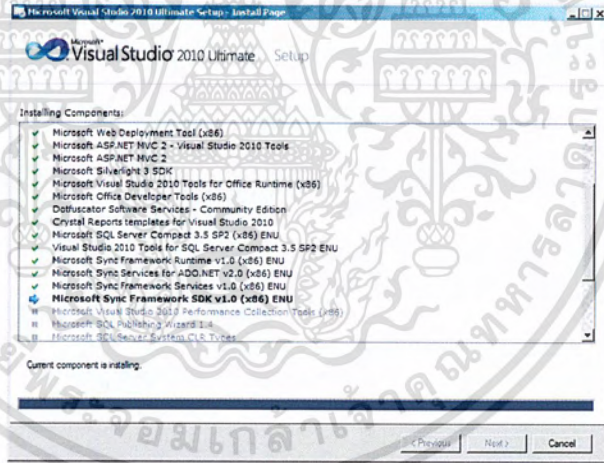 Microsoft Visual Studio 2010 Ultimate Setup - Install Page
Microsoft
Visual Studio 2010 Ultimate Setup
Installing Components:
Microsoft Web Deployment Tool (x86)
Microsoft ASP.NET MVC 2 - Visual Studio 2010 Tools
Microsoft ASP.NET MVC 2
Microsoft Silverlight 3 SDK
Microsoft Visual Studio 2010 Tools for Office Runtime (x86)
Microsoft Office Developer Tools (x86)
Dotfuscator Software Services - Community Edition
Crystal Reports templates for Visual Studio 2010
Microsoft SQL Server Compact 3.5 SP2 (x86) ENU
Visual Studio 2010 Tools for SQL Server Compact 3.5 SP2 ENU
Microsoft Sync Framework Runtime v1.0 (x86) ENU
Microsoft Sync Services for ADO.NET v2.0 (x86) ENU
Microsoft Sync Framework Services v1.0 (x86) ENU
Microsoft Sync Framework SDK v1.0 (x86) ENU
Microsoft Visual Studio 2010 Performance Collection Tools (x86)
Microsoft SQL Publishing Wizard 1.4
Microsoft SQL Server System CLR Types
Current component is installing.
< Previous
Next >
Cancel